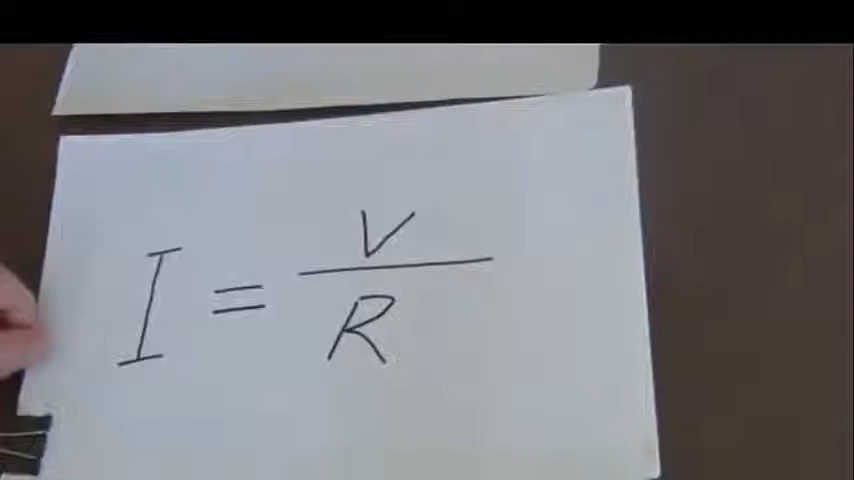 I = V/R